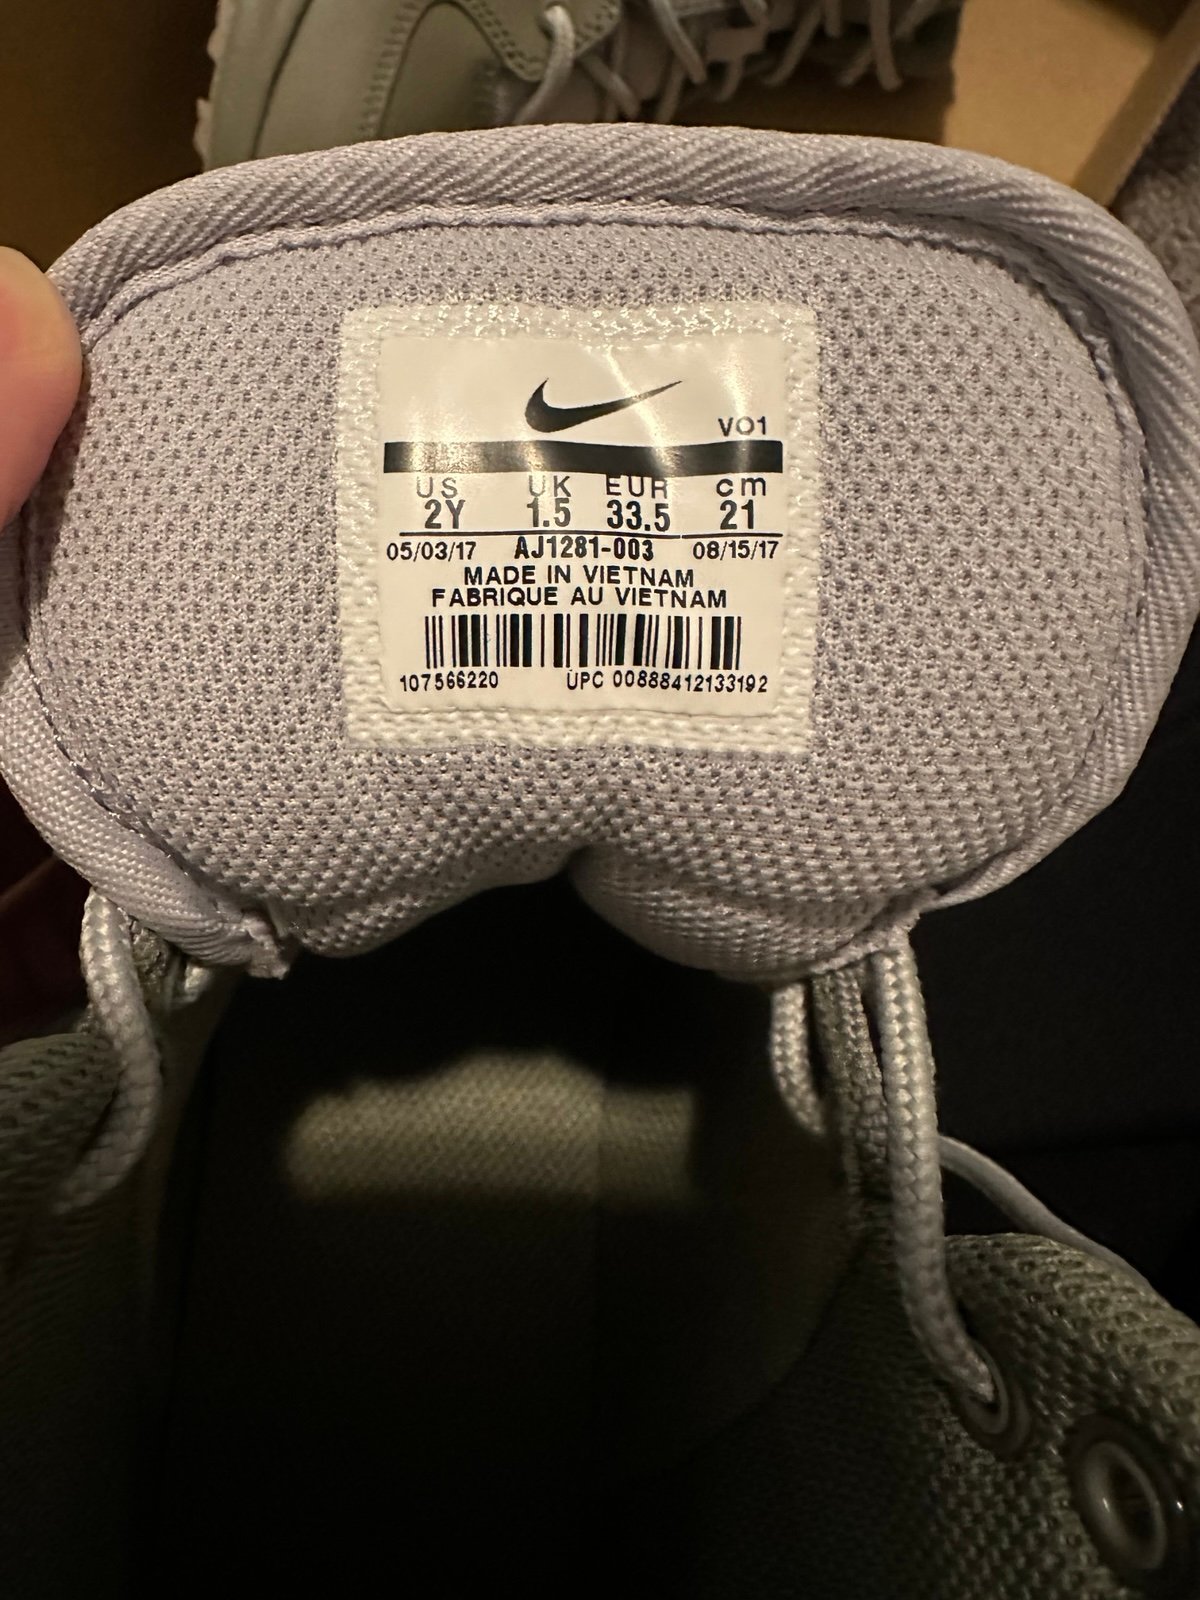 VO1
US UK EUR cm
2Y 1.5 33.5 21
05/03/17 AJ1281-003 08/15/17
MADE IN VIETNAM
FABRIQUE AU VIETNAM
107566220 UPC 00888412133192